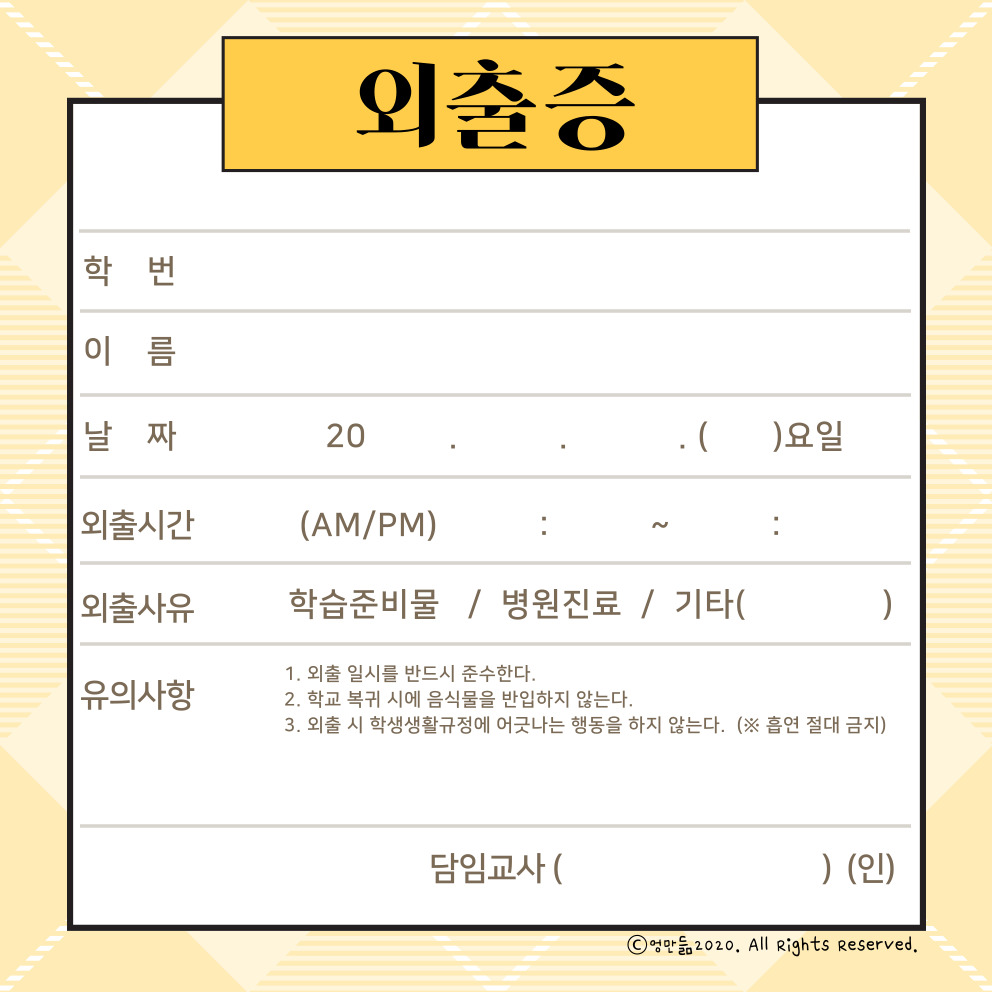 외출증
학 번
이 름
날 짜 20 . . . ( )요일
외출시간 (AM/PM) : ~ :
외출사유 학습준비물 / 병원진료 / 기타( )
유의사항
1. 외출 일시를 반드시 준수한다.
2. 학교 복귀 시에 음식물을 반입하지 않는다.
3. 외출 시 학생생활규정에 어긋나는 행동을 하지 않는다. (※ 흡연 절대 금지)
담임교사 ( ) (인)
©엉만듦2020. All Rights Reserved.